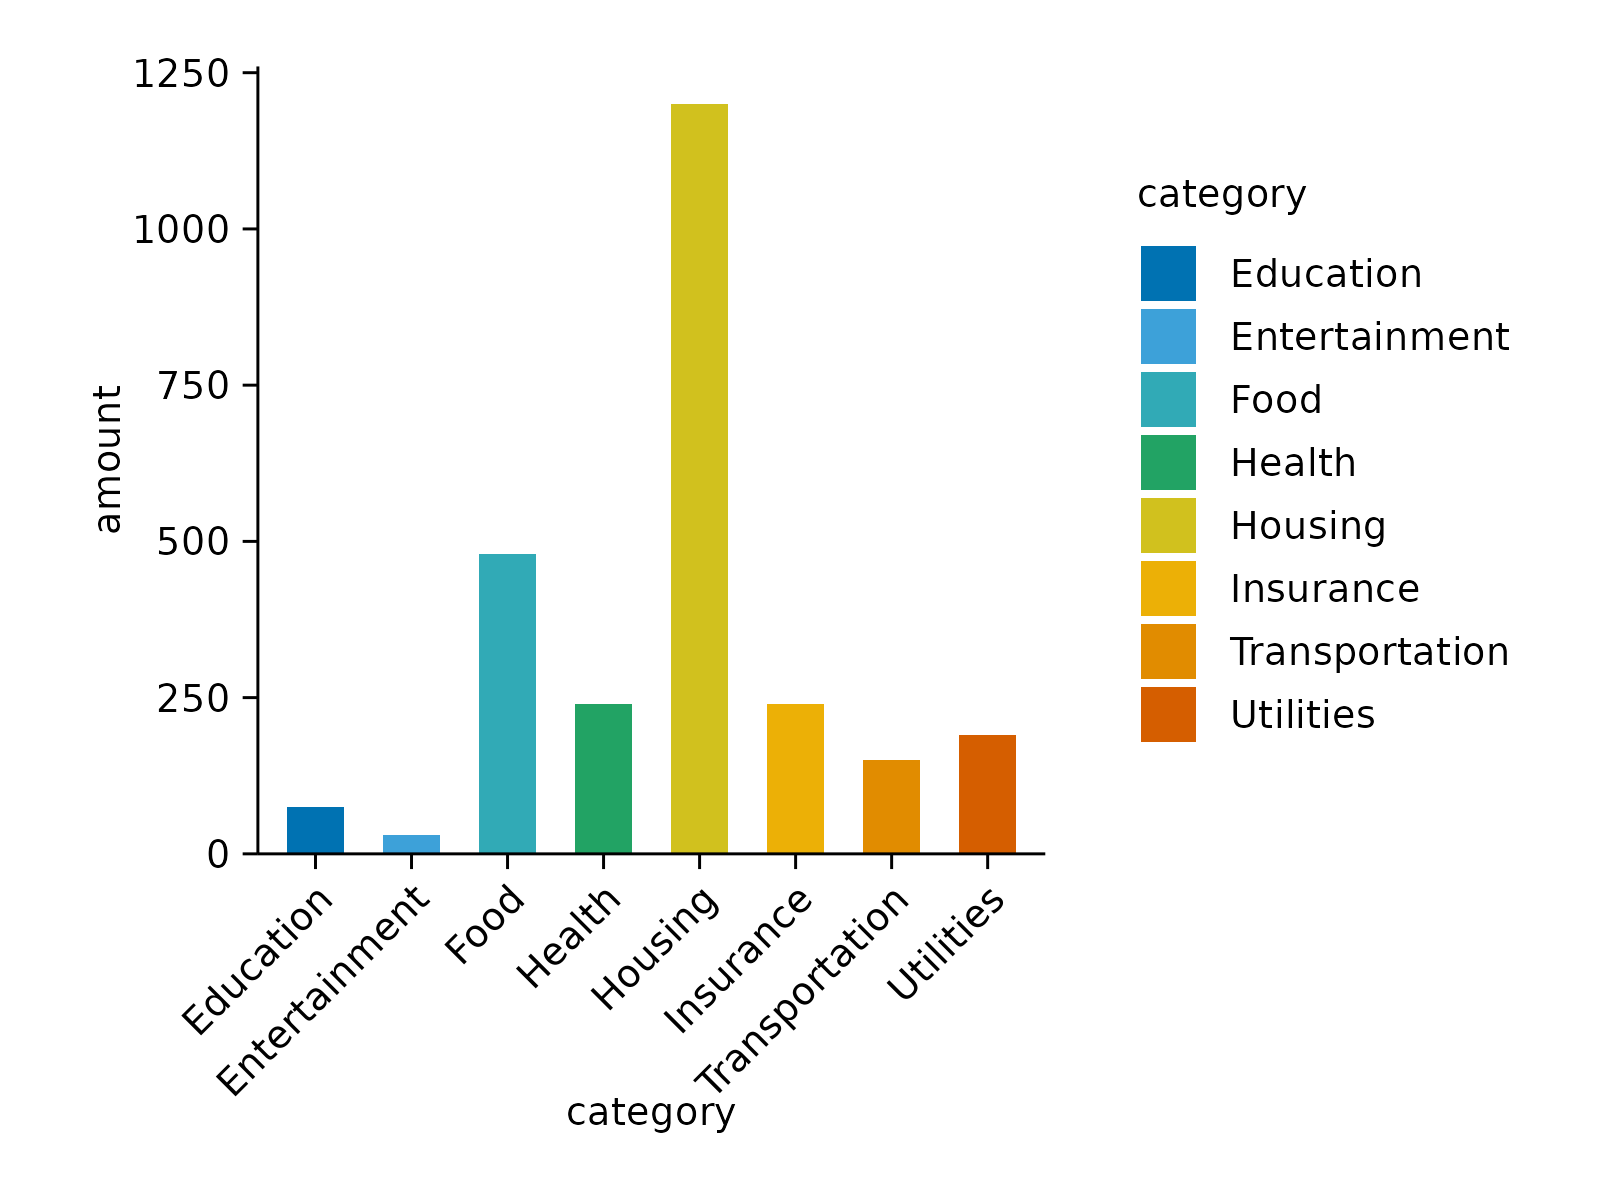 1250
1000
750
500
250
0
amount
Education
Entertainment
Food
Health
Housing
Insurance
Transportation
Utilities
category
category
Education
Entertainment
Food
Health
Housing
Insurance
Transportation
Utilities